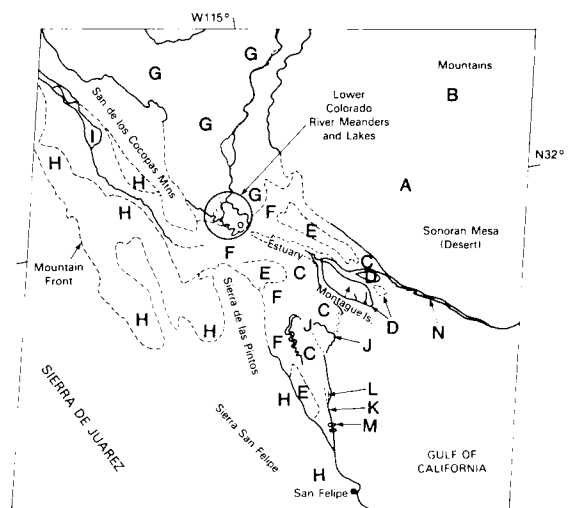 W115°
Mountains
G
B
Lower
Colorado
River Meanders
and Lakes
San de los Cocopas Mtns
G
N32°
I
H
A
H
G
F
E
Sonoran Mesa
(Desert)
F
Estuary
C
D
Mountain
Front
E
C
Montague Is.
H
H
F
C
D
N
Sierra de las Pintos
J
J
F
C
L
SIERRA DE JUAREZ
H
E
K
M
Sierra San Felipe
GULF OF
CALIFORNIA
H
San Felipe